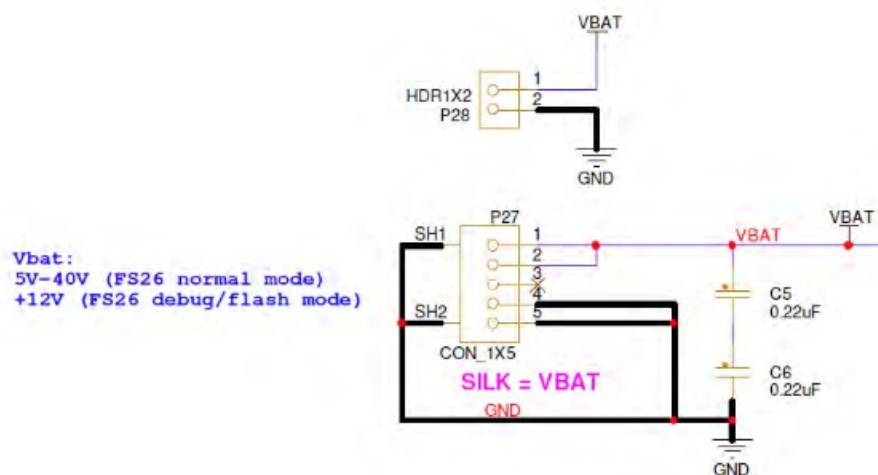 VBAT
1
HDR1X2
2
P28
GND
P27
SH1
1
VBAT
VBAT
2
Vbat:
3
5V-40V (FS26 normal mode)
C5
4
+12V (FS26 debug/flash mode)
0.22uF
SH2
5
CON_1X5
C6
SILK = VBAT
0.22uF
GND
GND